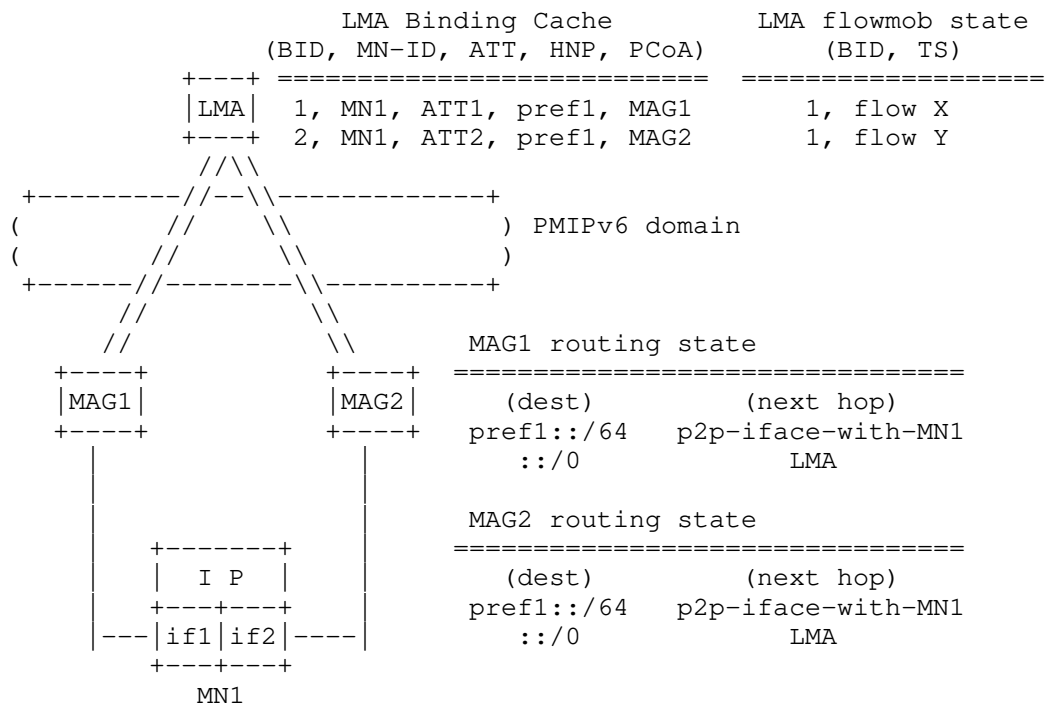 LMA Binding Cache LMA flowmob state
(BID, MN-ID, ATT, HNP, PCoA) (BID, TS)
+---+ =========================== =====================
|LMA| 1, MN1, ATT1, pref1, MAG1 1, flow X
+---+ 2, MN1, ATT2, pref1, MAG2 1, flow Y
//\\
+---------//--\\-------------+
( // \\ ) PMIPv6 domain
( // \\ )
+------//--------\\----------+
// \\
// \\ MAG1 routing state
+----+ +----+ ================================
|MAG1| |MAG2| (dest) (next hop)
+----+ +----+ pref1::/64 p2p-iface-with-MN1
| | ::/0 LMA
| |
| | MAG2 routing state
| +-------+ | ================================
| | I P | | (dest) (next hop)
| +---+---+ | pref1::/64 p2p-iface-with-MN1
|---|if1|if2|----| ::/0 LMA
+---+---+
MN1